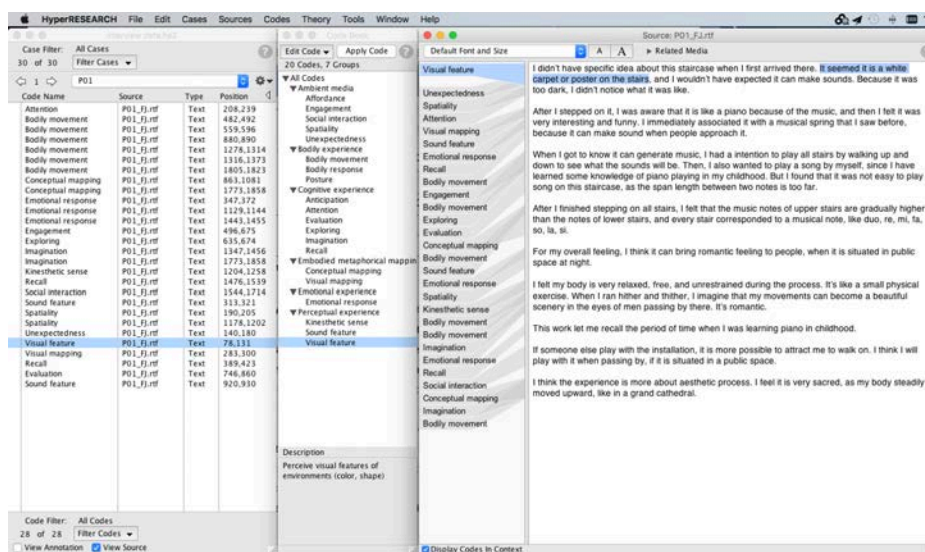 HyperRESEARCH File Edit Cases Sources Codes Theory Tools Window Help
Case Filter: All Cases
30 of 30 Filter Cases
1 P01
Code Name Source Type Position
Attention P01_FJ.rtf Text 208,239
Bodily movement P01_FJ.rtf Text 482,492
Bodily movement P01_FJ.rtf Text 559,596
Bodily movement P01_FJ.rtf Text 880,890
Bodily movement P01_FJ.rtf Text 1278,1314
Bodily movement P01_FJ.rtf Text 1316,1373
Bodily movement P01_FJ.rtf Text 1805,1823
Conceptual mapping P01_FJ.rtf Text 863,1081
Conceptual mapping P01_FJ.rtf Text 1773,1858
Emotional response P01_FJ.rtf Text 347,372
Emotional response P01_FJ.rtf Text 1129,1144
Emotional response P01_FJ.rtf Text 1443,1455
Engagement P01_FJ.rtf Text 496,675
Exploring P01_FJ.rtf Text 635,674
Imagination P01_FJ.rtf Text 1347,1456
Imagination P01_FJ.rtf Text 1773,1858
Kinesthetic sense P01_FJ.rtf Text 1204,1258
Recall P01_FJ.rtf Text 1476,1539
Social interaction P01_FJ.rtf Text 1544,1714
Sound feature P01_FJ.rtf Text 313,321
Spatiality P01_FJ.rtf Text 190,205
Spatiality P01_FJ.rtf Text 1178,1202
Unexpectedness P01_FJ.rtf Text 140,180
Visual feature P01_FJ.rtf Text 78,131
Visual mapping P01_FJ.rtf Text 283,300
Recall P01_FJ.rtf Text 389,423
Evaluation P01_FJ.rtf Text 746,860
Sound feature P01_FJ.rtf Text 920,930
Code Filter: All Codes
28 of 28 Filter Codes
View Annotation View Source
Code Book
Edit Code Apply Code
20 Codes, 7 Groups
All Codes
Ambient media
Affordance
Engagement
Social interaction
Spatiality
Unexpectedness
Bodily experience
Bodily movement
Bodily response
Posture
Cognitive experience
Anticipation
Attention
Evaluation
Exploring
Imagination
Recall
Embodied metaphorical mappin
Conceptual mapping
Visual mapping
Emotional experience
Emotional response
Perceptual experience
Kinesthetic sense
Sound feature
Visual feature
Description
Perceive visual features of
environments (color, shape)
Source: P01_FJ.rtf
Default Font and Size A A Related Media
Visual feature
Unexpectedness
Spatiality
Attention
Visual mapping
Sound feature
Emotional response
Recall
Bodily movement
Engagement
Bodily movement
Exploring
Evaluation
Conceptual mapping
Bodily movement
Sound feature
Emotional response
Spatiality
Kinesthetic sense
Bodily movement
Bodily movement
Imagination
Emotional response
Recall
Social interaction
Conceptual mapping
Imagination
Bodily movement
I didn't have specific idea about this staircase when I first arrived there. It seemed it is a white
carpet or poster on the stairs, and I wouldn't have expected it can make sounds. Because it was
too dark, I didn't notice what it was like.
After I stepped on it, I was aware that it is like a piano because of the music, and then I felt it was
very interesting and funny. I immediately associated it with a musical spring that I saw before,
because it can make sound when people approach it.
When I got to know it can generate music, I had a intention to play all stairs by walking up and
down to see what the sounds will be. Then, I also wanted to play a song by myself, since I have
learned some knowledge of piano playing in my childhood. But I found that it was not easy to play
song on this staircase, as the span length between two notes is too far.
After I finished stepping on all stairs, I felt that the music notes of upper stairs are gradually higher
than the notes of lower stairs, and every stair corresponded to a musical note, like duo, re, mi, fa,
so, la, si.
For my overall feeling, I think it can bring romantic feeling to people, when it is situated in public
space at night.
I felt my body is very relaxed, free, and unrestrained during the process. It's like a small physical
exercise. When I ran hither and thither, I imagine that my movements can become a beautiful
scenery in the eyes of men passing by there. It's romantic.
This work let me recall the period of time when I was learning piano in childhood.
If someone else play with the installation, it is more possible to attract me to walk on. I think I will
play with it when passing by, if it is situated in a public space.
I think the experience is more about aesthetic process. I feel it is very sacred, as my body steadily
moved upward, like in a grand cathedral.
Display Codes In Context